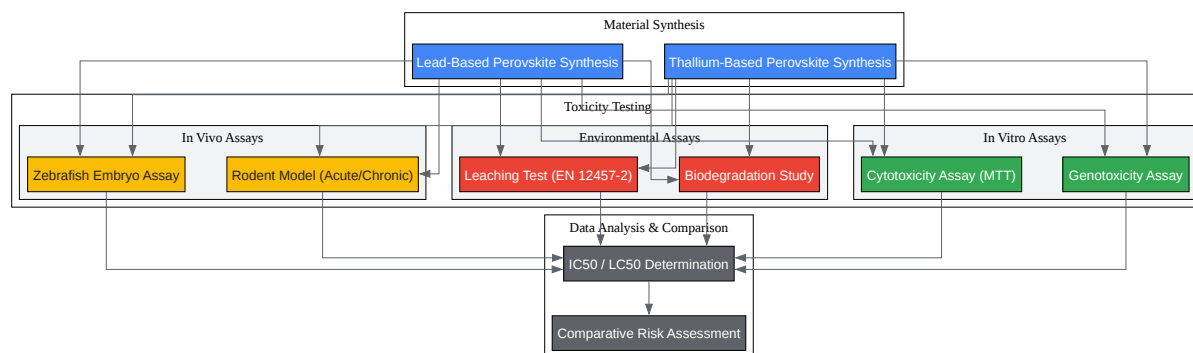 Material Synthesis
Lead-Based Perovskite Synthesis
Thallium-Based Perovskite Synthesis
Toxicity Testing
In Vivo Assays
Environmental Assays
In Vitro Assays
Zebrafish Embryo Assay
Rodent Model (Acute/Chronic)
Leaching Test (EN 12457-2)
Biodegradation Study
Cytotoxicity Assay (MTT)
Genotoxicity Assay
Data Analysis & Comparison
IC50 / LC50 Determination
Comparative Risk Assessment